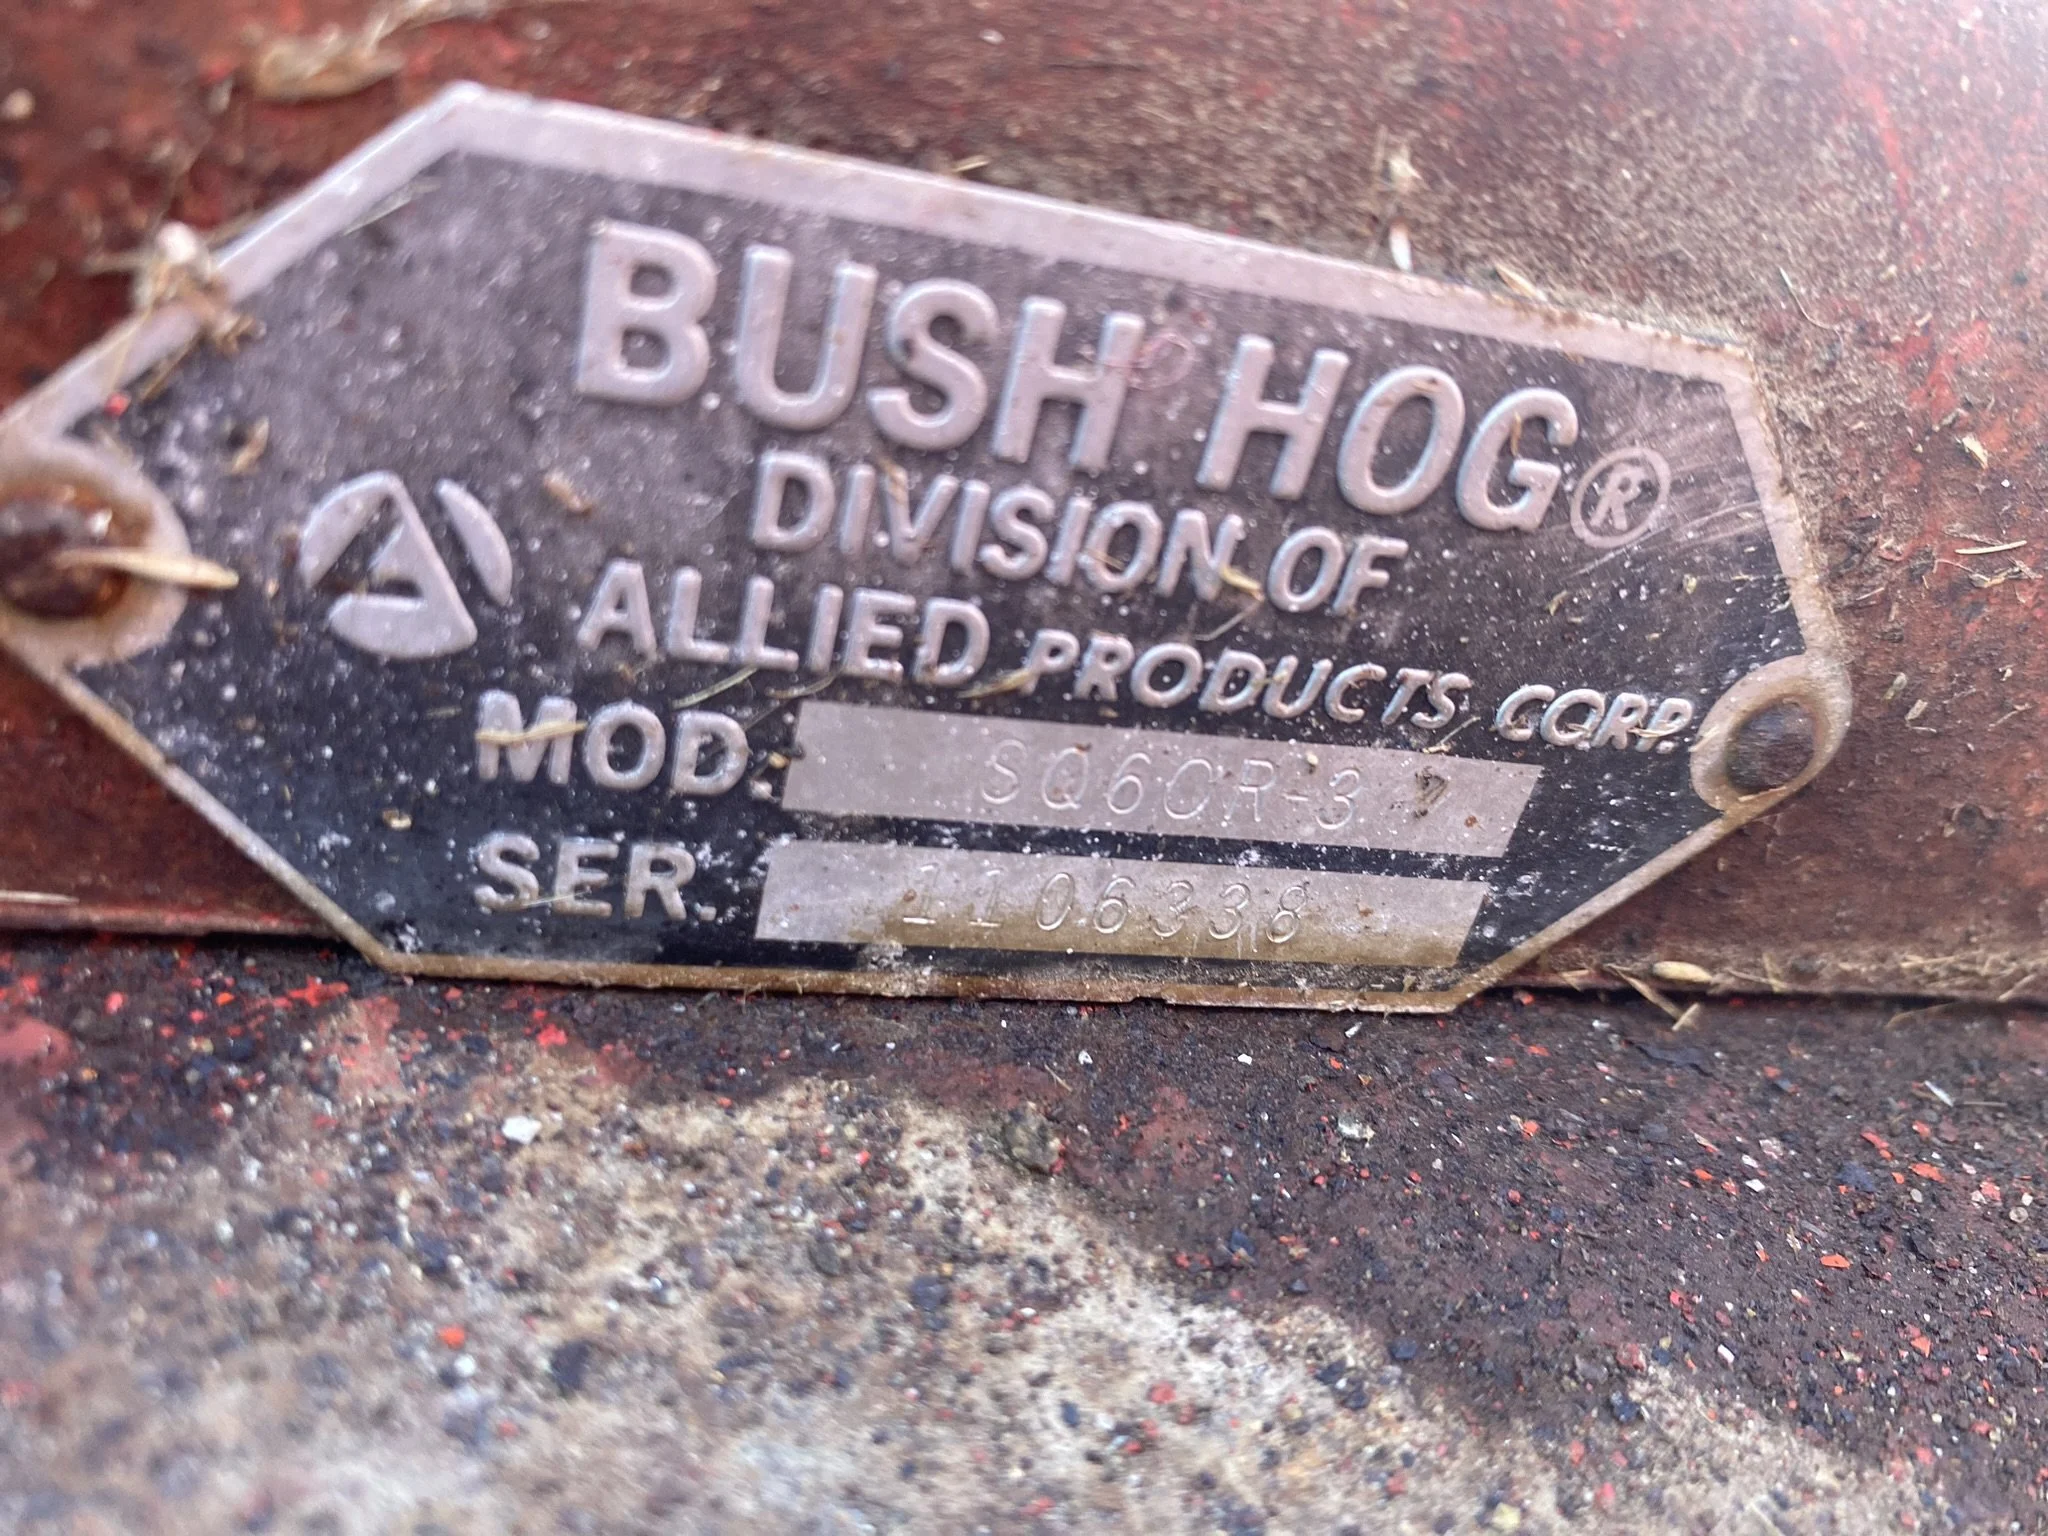 BUSH HOG®
DIVISION OF
ALLIED PRODUCTS CORP.
MOD. SQ60R-3
SER. 1106338